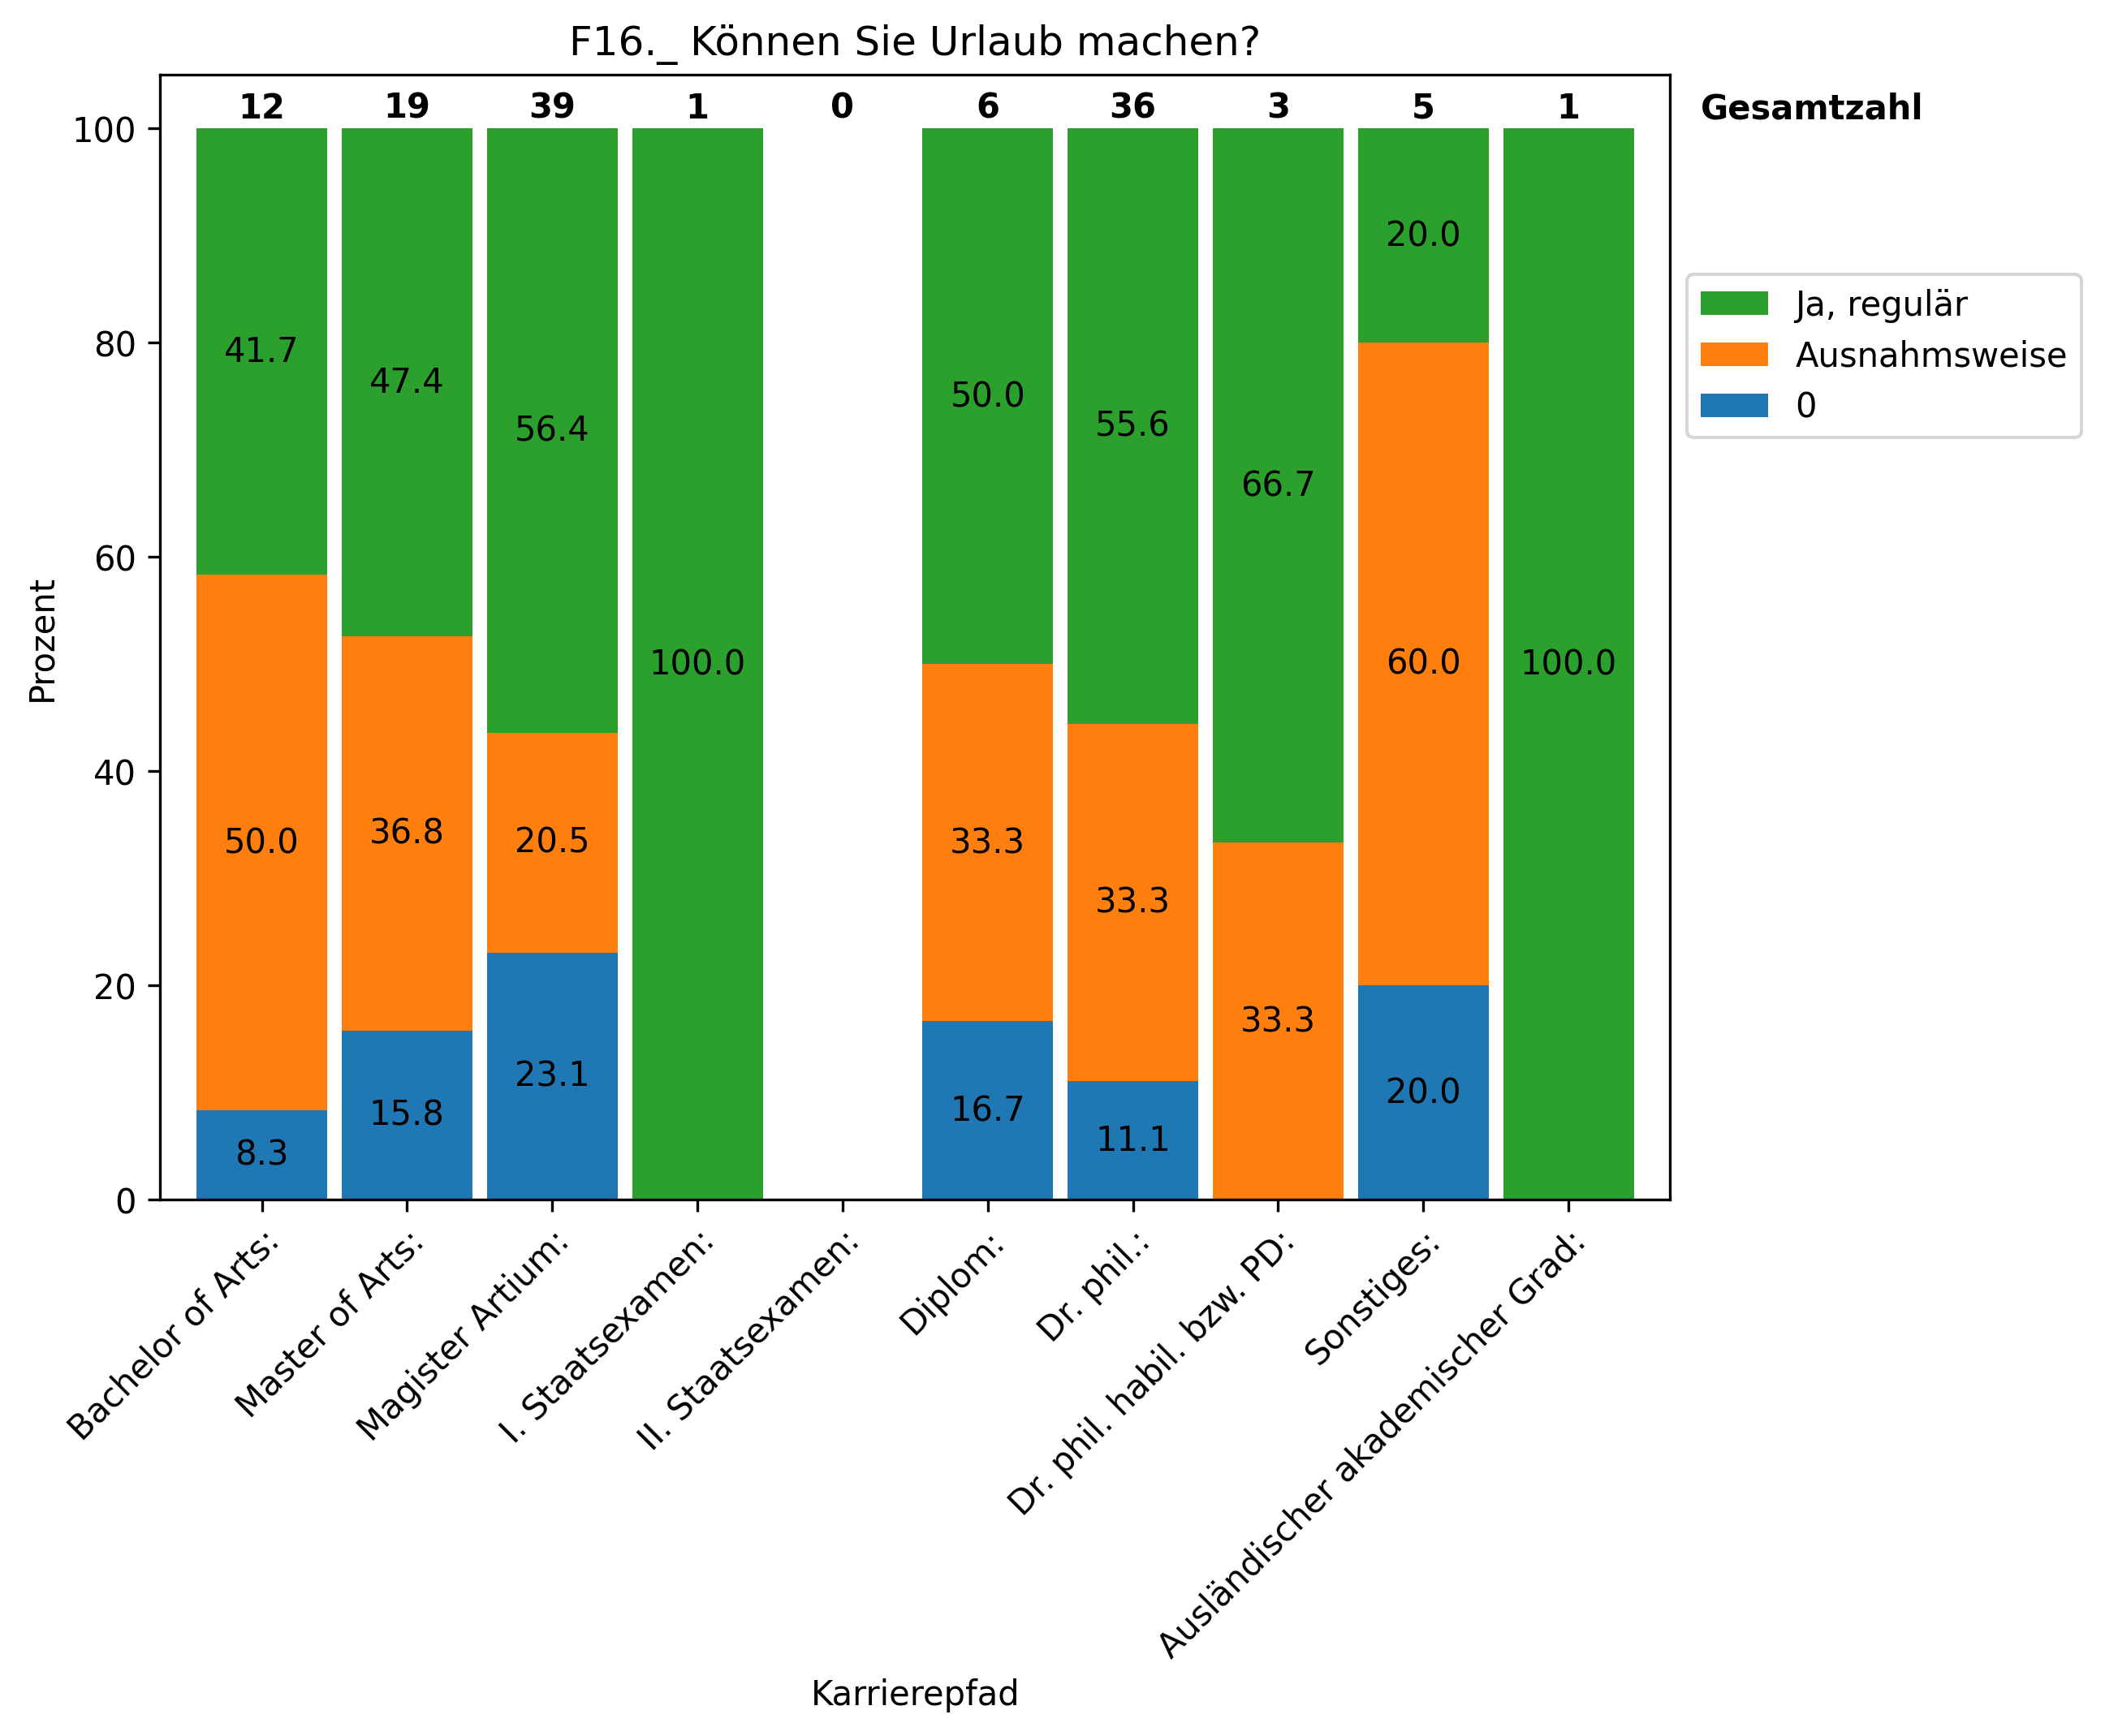 F16._ Können Sie Urlaub machen?
12 19 39 1 0 6 36 3 5 1 Gesamtzahl
100
80
60
40
20
0
Prozent
41.7 47.4 56.4 100.0 50.0 55.6 66.7 20.0 100.0
50.0 36.8 20.5 33.3 33.3 33.3 60.0
8.3 15.8 23.1 16.7 11.1 20.0
Ja, regulär
Ausnahmsweise
0
Bachelor of Arts:
Master of Arts:
Magister Artium:
I. Staatsexamen:
II. Staatsexamen:
Diplom:
Dr. phil.:
Dr. phil. habil. bzw. PD:
Sonstiges:
Ausländischer akademischer Grad:
Karrierepfad